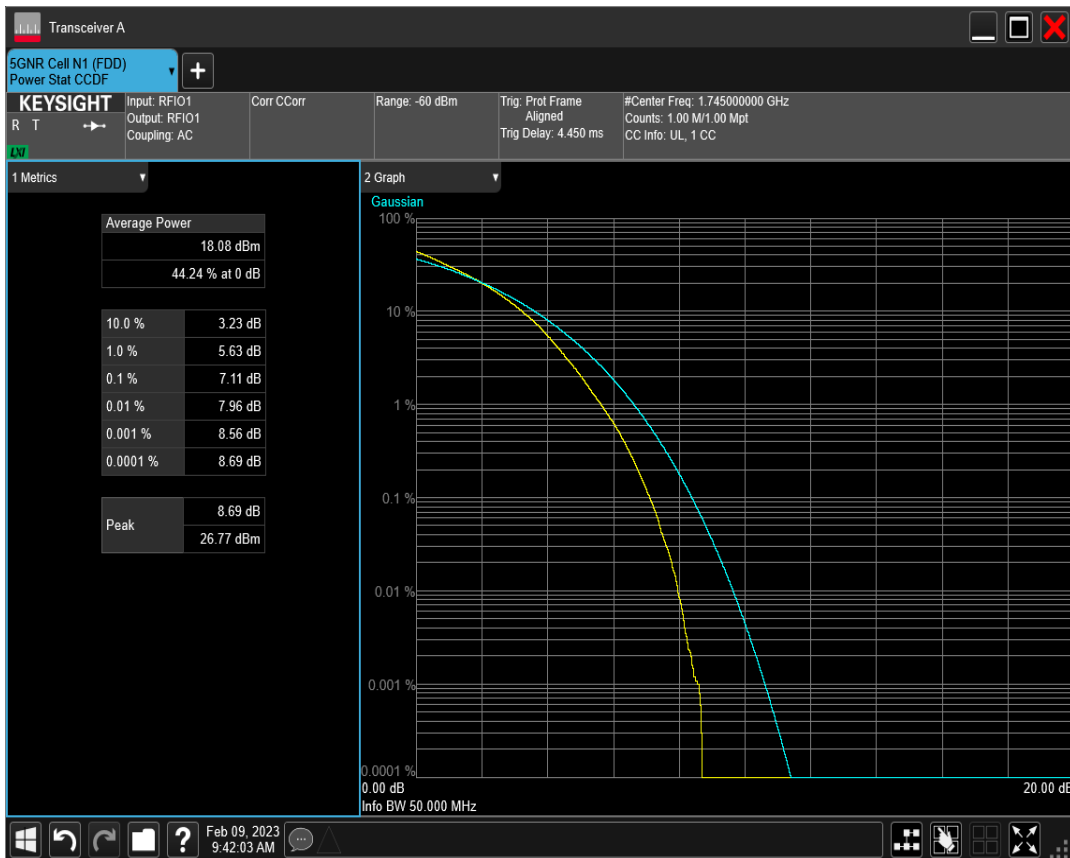 Transceiver A
5GNR Cell N1 (FDD)
Power Stat CCDF
KEYSIGHT
R T
LXI
Input: RFIO1
Output: RFIO1
Coupling: AC
Corr CCorr
Range: -60 dBm
Trig: Prot Frame
Aligned
Trig Delay: 4.450 ms
#Center Freq: 1.745000000 GHz
Counts: 1.00 M/1.00 Mpt
CC Info: UL, 1 CC
1 Metrics
Average Power
18.08 dBm
44.24 % at 0 dB
10.0 % 3.23 dB
1.0 % 5.63 dB
0.1 % 7.11 dB
0.01 % 7.96 dB
0.001 % 8.56 dB
0.0001 % 8.69 dB
Peak 8.69 dB
26.77 dBm
2 Graph
Gaussian
100 %
10 %
1 %
0.1 %
0.01 %
0.001 %
0.0001 %
0.00 dB 20.00 dB
Info BW 50.000 MHz
?
Feb 09, 2023
9:42:03 AM